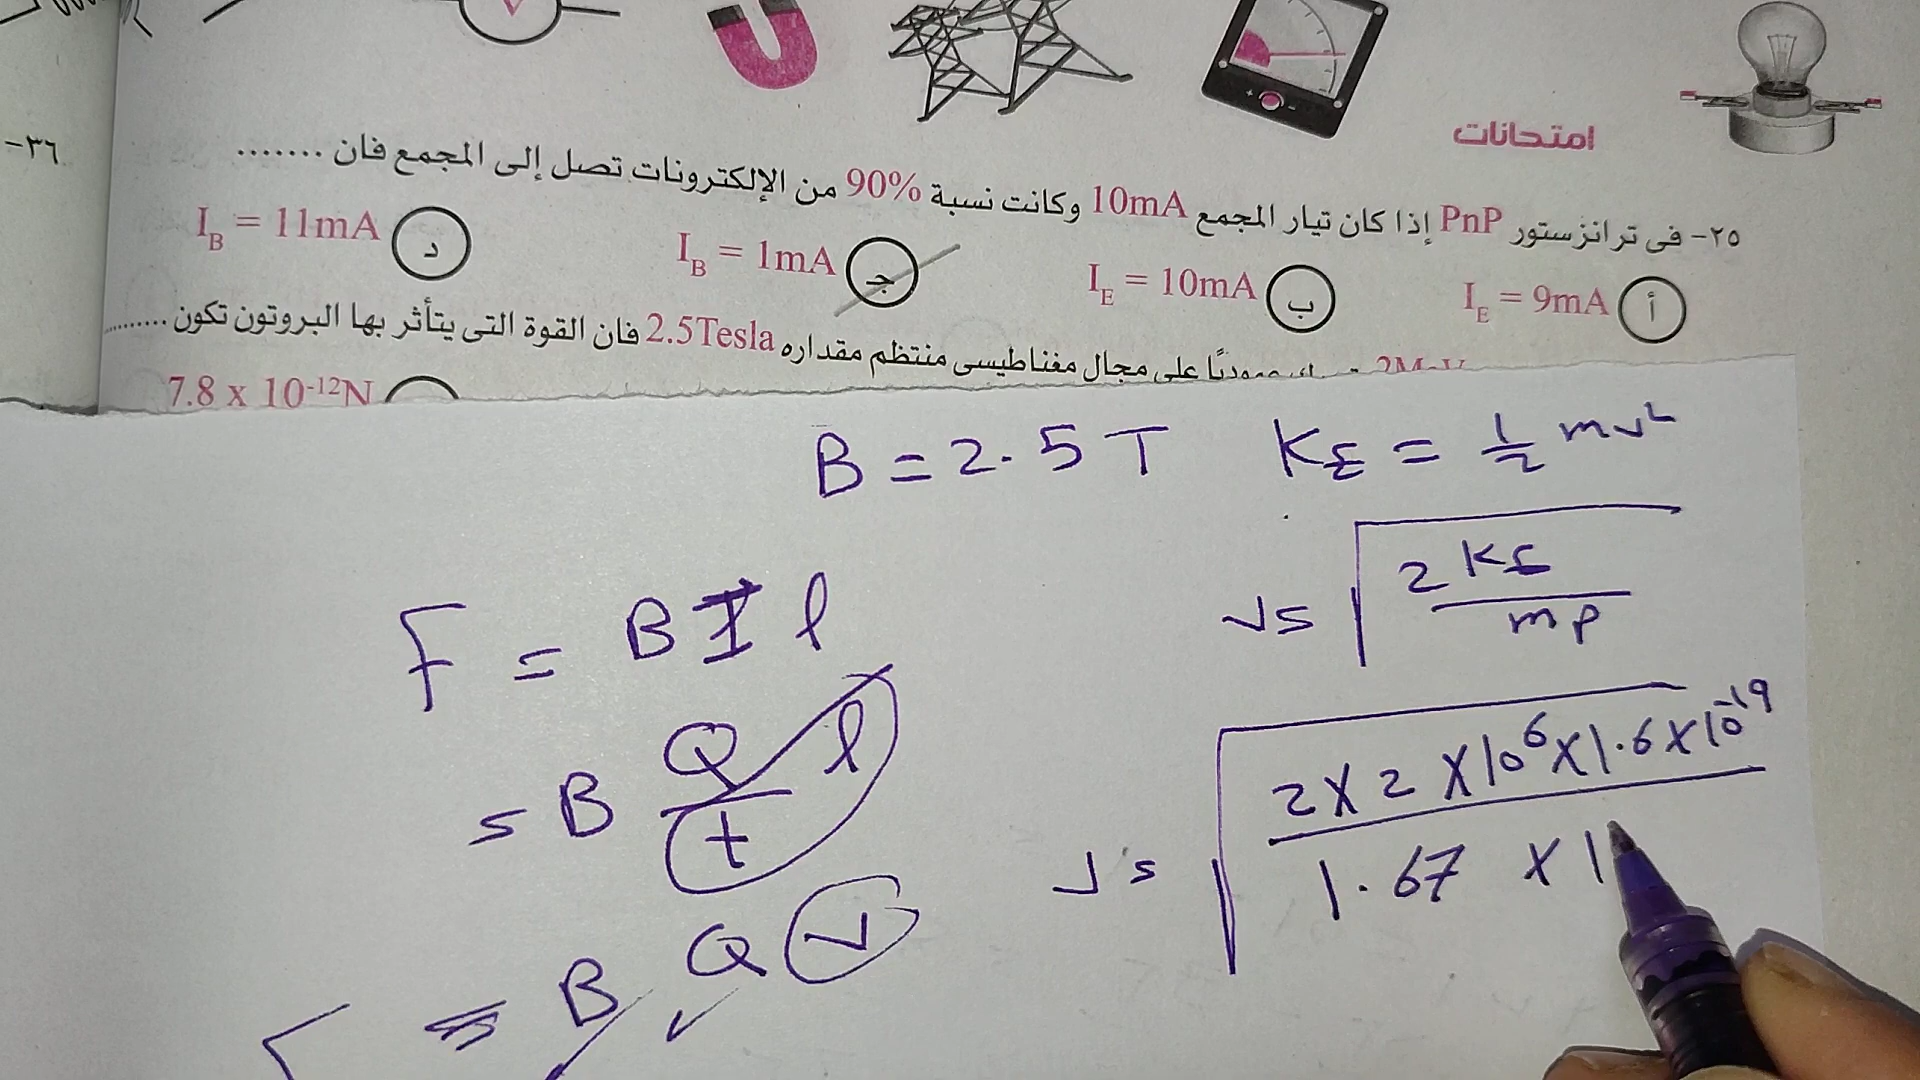 V
امتحانات
٣٦-
٢٥- فى ترانزستور PnP إذا كان تيار المجمع 10mA وكانت نسبة 90% من الإلكترونات تصل إلى المجمع فان .......
أ I_E = 9mA ب I_E = 10mA جـ I_B = 1mA د I_B = 11mA
عموديًا على مجال مغناطيسى منتظم مقداره 2.5Tesla فان القوة التى يتأثر بها البروتون تكون ..........
7.8 x 10⁻¹²N
B = 2.5 T
KE = 1/2 mv²
v = √(2KE / mp)
F = B I l
= B Q/t l
v = √(2 x 2 x 10⁶ x 1.6 x 10⁻¹⁹ / 1.67 x 1
= B Q v